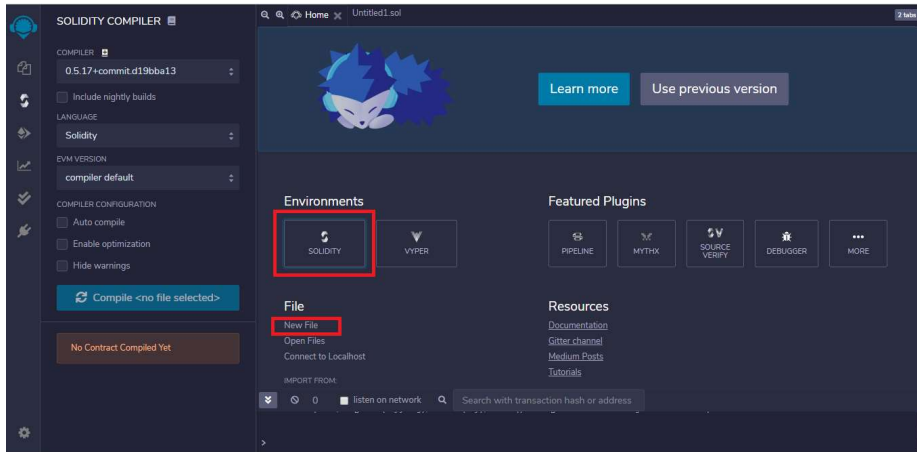 SOLIDITY COMPILER
COMPILER
0.5.17+commit.d19bba13
Include nightly builds
LANGUAGE
Solidity
EVM VERSION
compiler default
COMPILER CONFIGURATION
Auto compile
Enable optimization
Hide warnings
Compile <no file selected>
No Contract Compiled Yet
Home
Untitled1.sol
2 tabs
Learn more
Use previous version
Environments
SOLIDITY
VYPER
Featured Plugins
PIPELINE
MYTHX
SOURCE
VERIFY
DEBUGGER
MORE
File
New File
Open Files
Connect to Localhost
IMPORT FROM:
Resources
Documentation
Gitter channel
Medium Posts
Tutorials
0
listen on network
Search with transaction hash or address
>